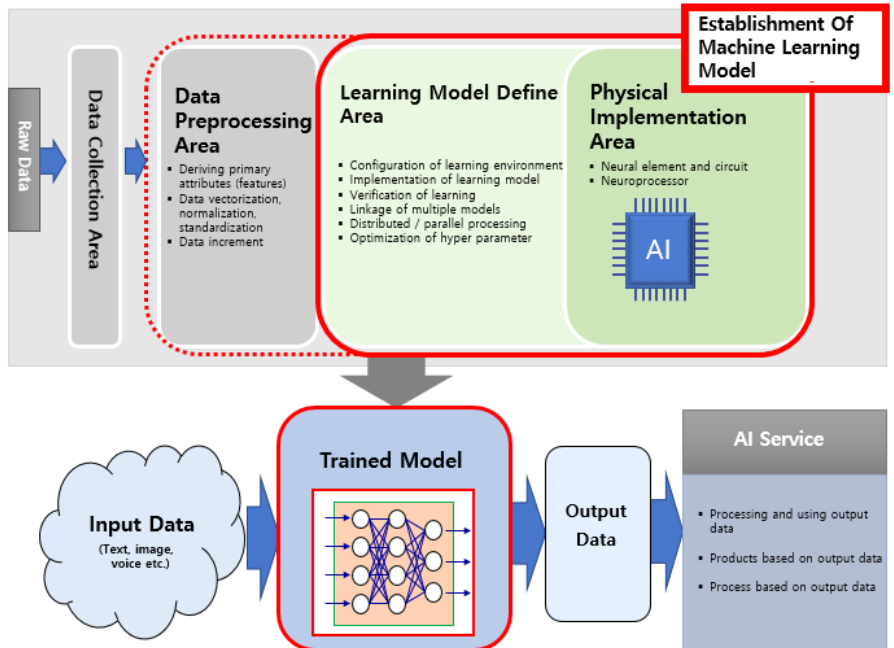 Establishment Of
Machine Learning
Model
Raw Data
Data Collection Area
Data
Preprocessing
Area
▪ Deriving primary
attributes (features)
▪ Data vectorization,
normalization,
standardization
▪ Data increment
Learning Model Define
Area
▪ Configuration of learning environment
▪ Implementation of learning model
▪ Verification of learning
▪ Linkage of multiple models
▪ Distributed / parallel processing
▪ Optimization of hyper parameter
Physical
Implementation
Area
▪ Neural element and circuit
▪ Neuroprocessor
AI
Input Data
(Text, image,
voice etc.)
Trained Model
Output
Data
AI Service
▪ Processing and using output
data
▪ Products based on output data
▪ Process based on output data